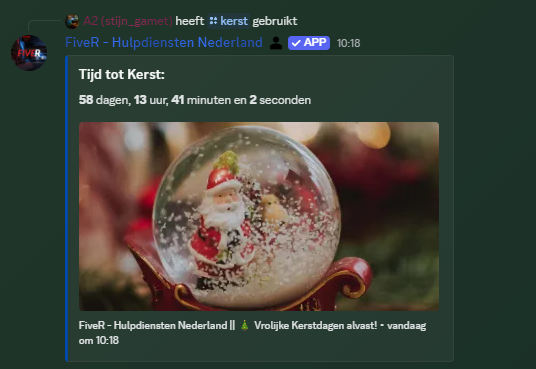 A2 (stijn_gamet) heeft kerst gebruikt
FIVER
FiveR - Hulpdiensten Nederland APP 10:18
Tijd tot Kerst:
58 dagen, 13 uur, 41 minuten en 2 seconden
FiveR - Hulpdiensten Nederland || 🎄 Vrolijke Kerstdagen alvast! • vandaag
om 10:18